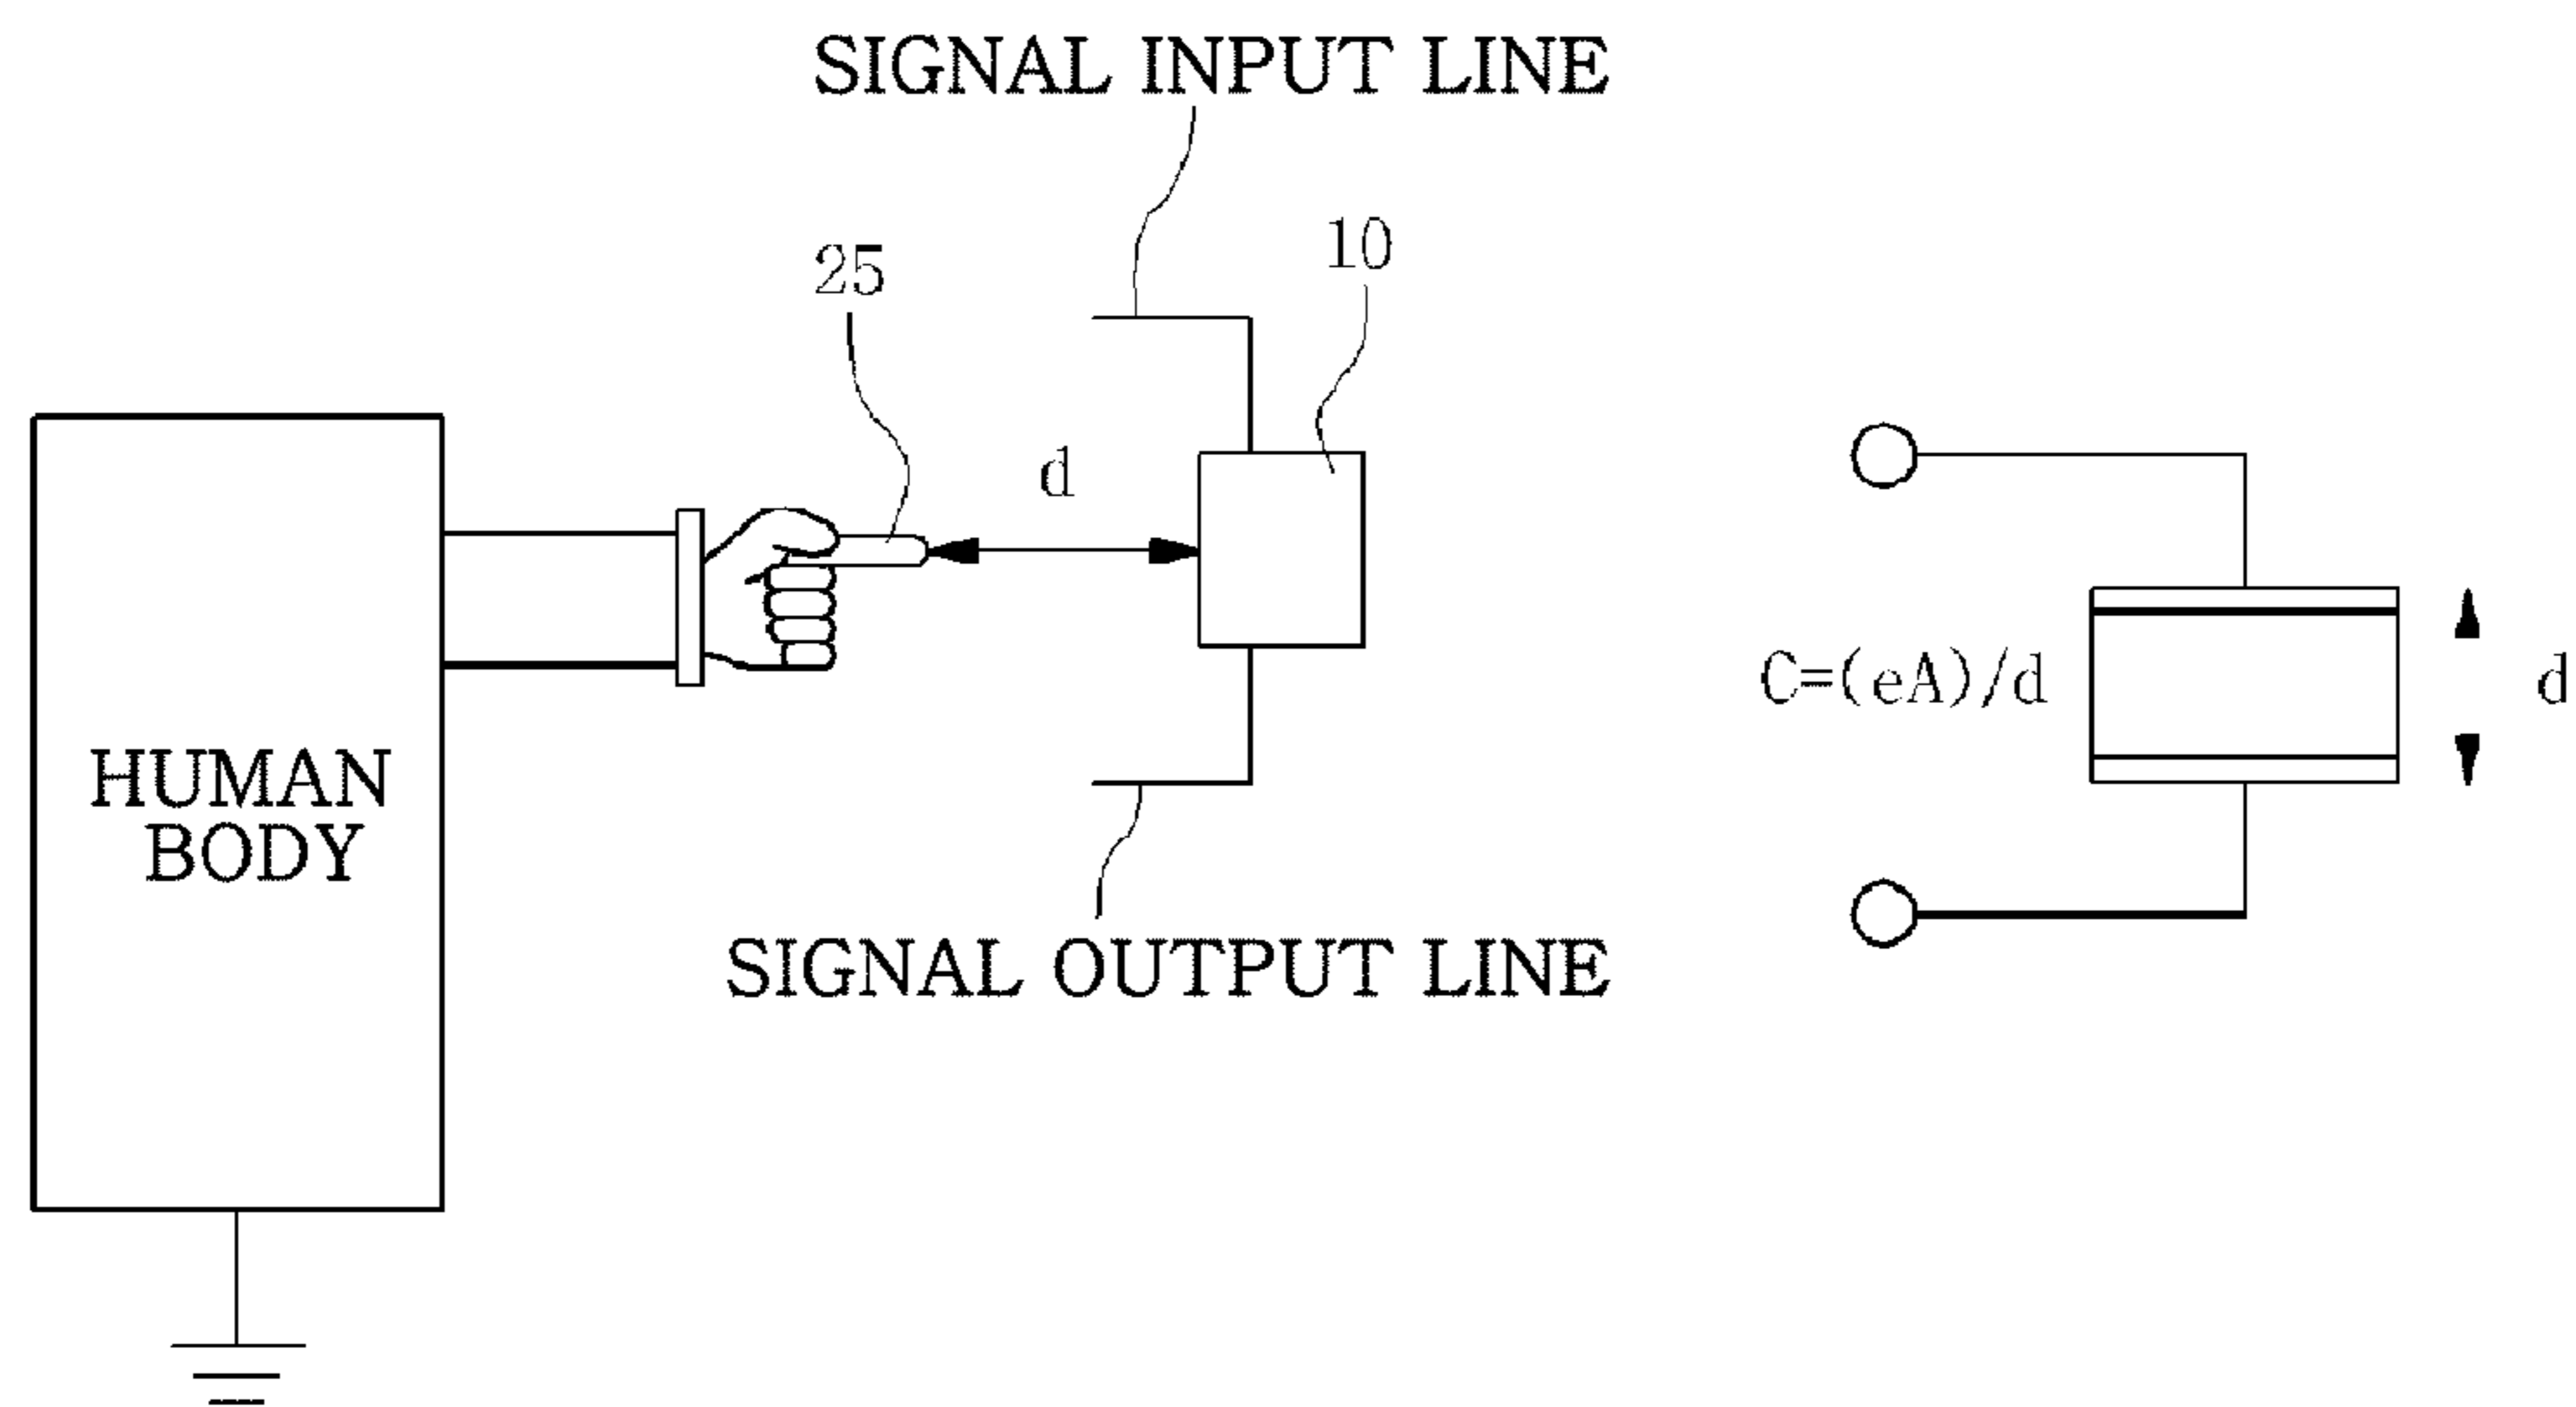 SIGNAL INPUT LINE
10
25
d
HUMAN
BODY
SIGNAL OUTPUT LINE
C=(eA)/d
d